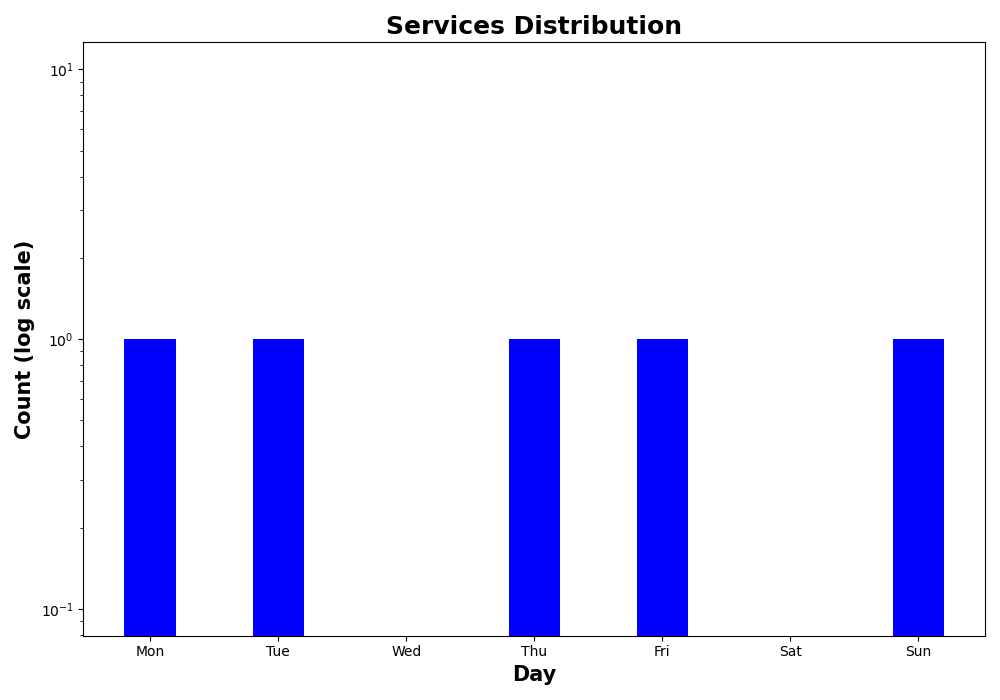 Services Distribution
Count (log scale)
10¹
10⁰
10⁻¹
Mon Tue Wed Thu Fri Sat Sun
Day